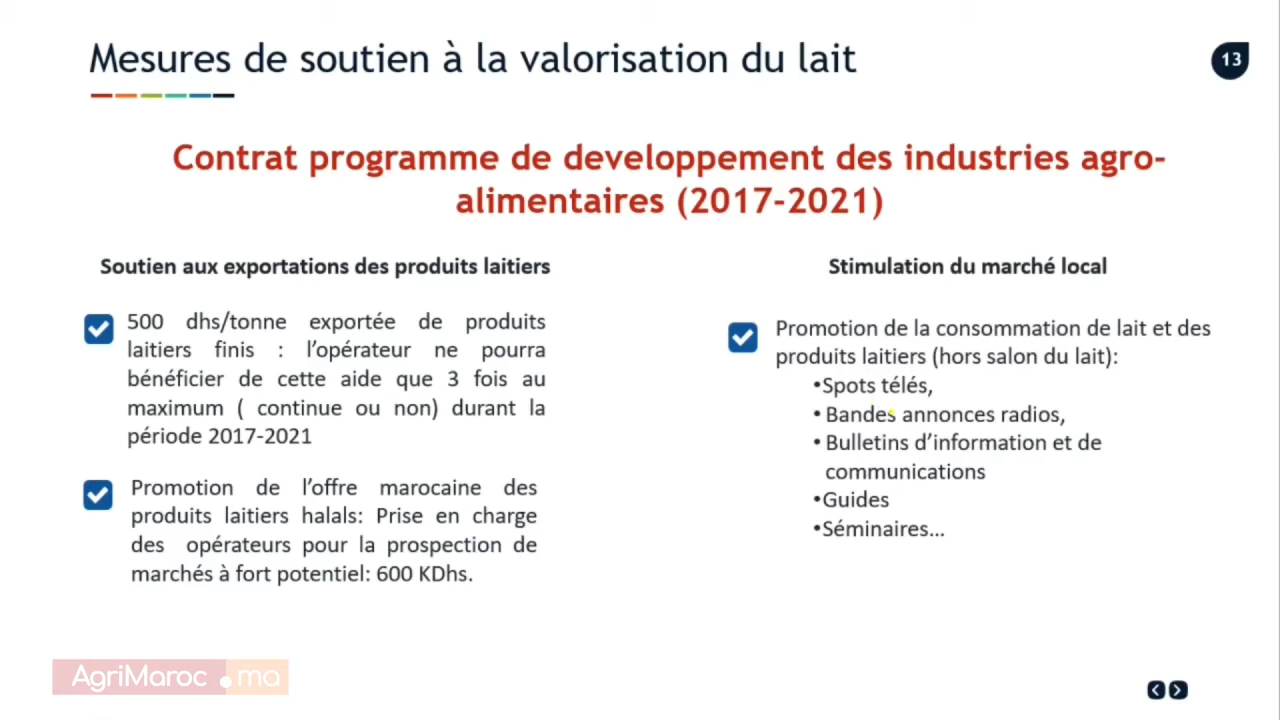 Mesures de soutien à la valorisation du lait
13
Contrat programme de developpement des industries agro-
alimentaires (2017-2021)
Soutien aux exportations des produits laitiers
500 dhs/tonne exportée de produits
laitiers finis : l’opérateur ne pourra
bénéficier de cette aide que 3 fois au
maximum ( continue ou non) durant la
période 2017-2021
Promotion de l’offre marocaine des
produits laitiers halals: Prise en charge
des opérateurs pour la prospection de
marchés à fort potentiel: 600 KDhs.
Stimulation du marché local
Promotion de la consommation de lait et des
produits laitiers (hors salon du lait):
•Spots télés,
• Bandes annonces radios,
• Bulletins d’information et de
communications
•Guides
•Séminaires…
AgriMaroc.ma